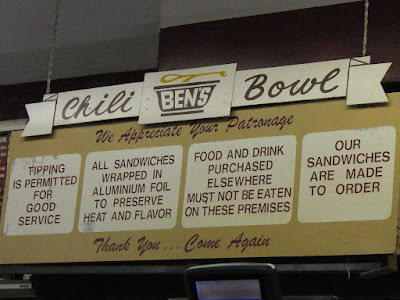 Chili BEN'S Bowl
We Appreciate Your Patronage
TIPPING
IS PERMITTED
FOR
GOOD
SERVICE
ALL SANDWICHES
WRAPPED IN
ALUMINIUM FOIL
TO PRESERVE
HEAT AND FLAVOR
FOOD AND DRINK
PURCHASED
ELSEWHERE
MUST NOT BE EATEN
ON THESE PREMISES
OUR
SANDWICHES
ARE MADE
TO ORDER
Thank You... Come Again